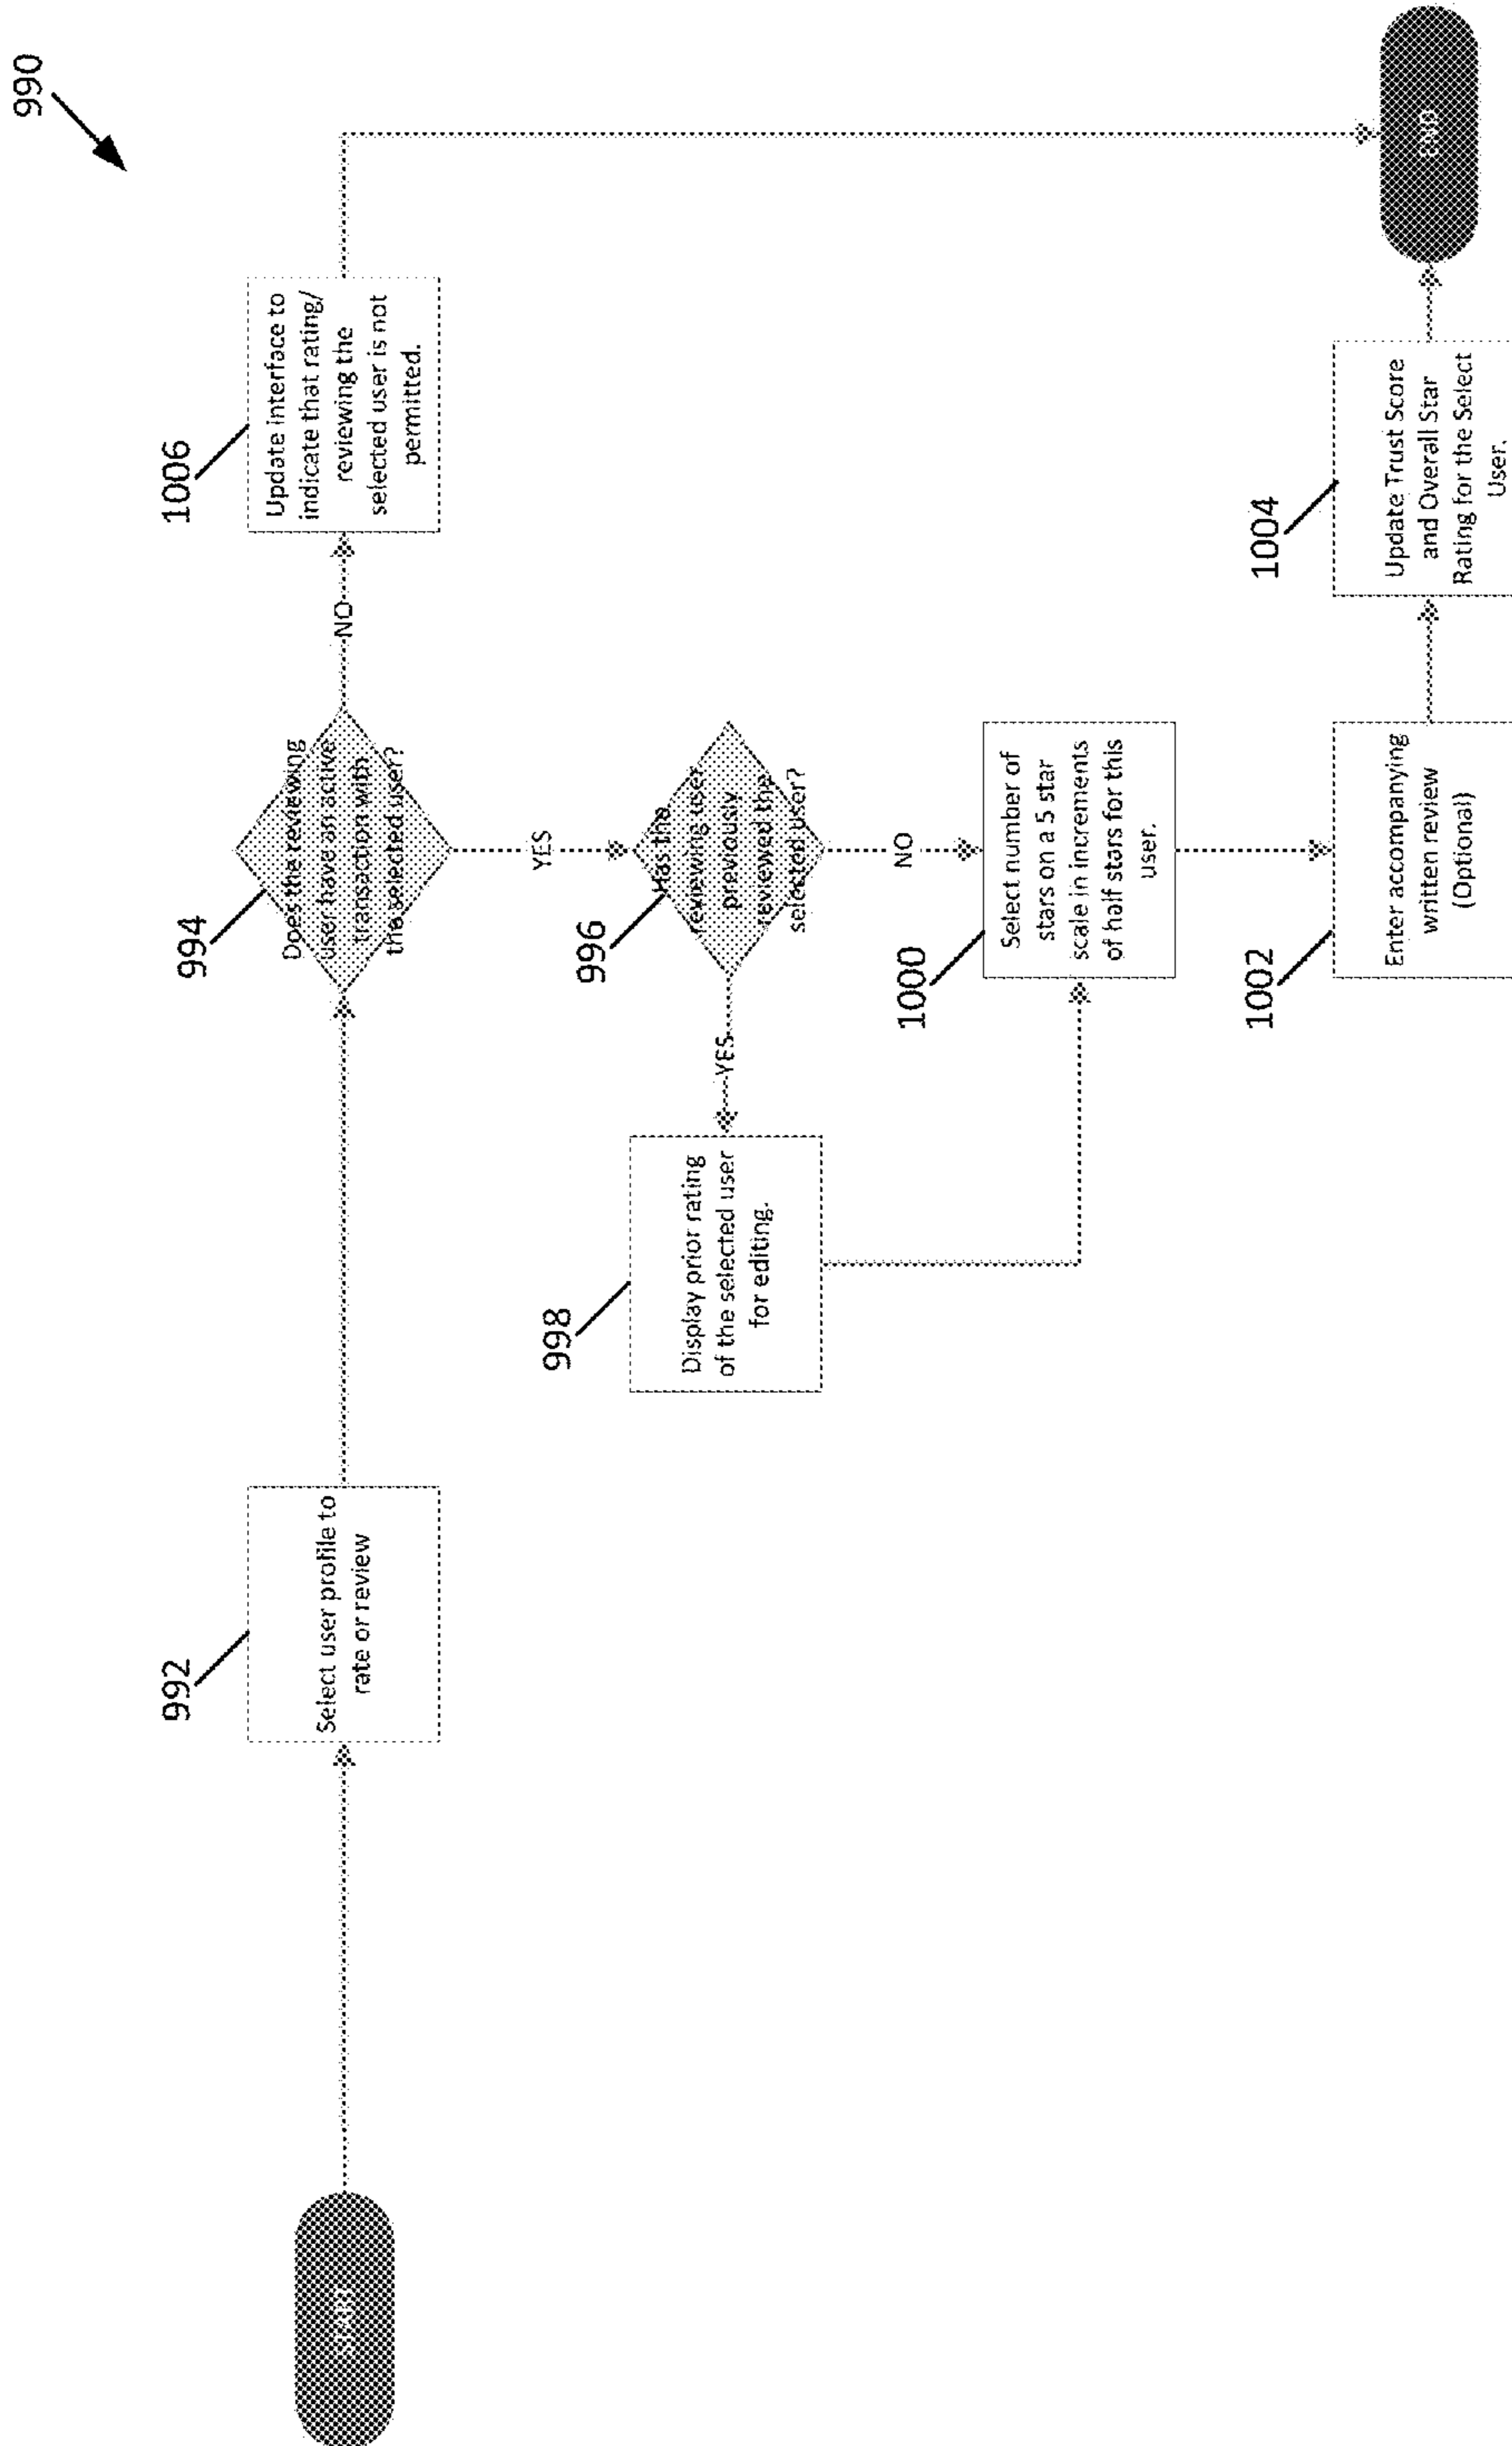 990
START
992
Select user profile to
rate or review
994
Does the reviewing
user have an active
transaction with
the selected user?
NO
1006
Update interface to
indicate that rating/
reviewing the
selected user is not
permitted.
YES
996
Has the
reviewing user
previously
reviewed the
selected user?
YES
998
Display prior rating
of the selected user
for editing.
NO
1000
Select number of
stars on a 5 star
scale in increments
of half stars for this
user.
1002
Enter accompanying
written review
(Optional)
1004
Update Trust Score
and Overall Star
Rating for the Select
User.
END